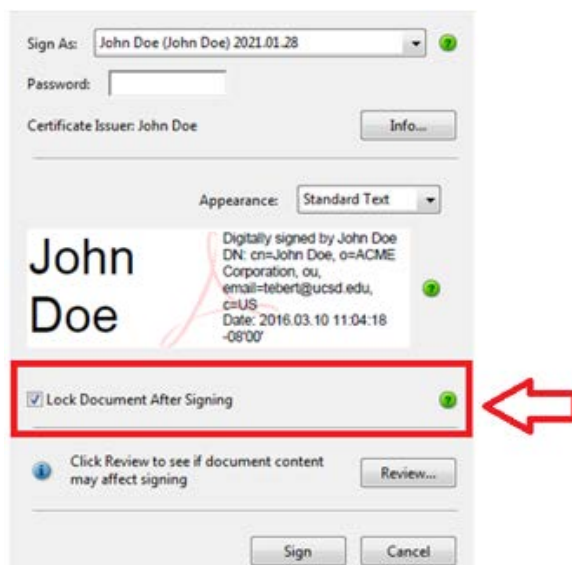 Sign As: John Doe (John Doe) 2021.01.28
Password:
Certificate Issuer: John Doe Info...
Appearance: Standard Text
John
Doe
Digitally signed by John Doe
DN: cn=John Doe, o=ACME
Corporation, ou,
email=tebert@ucsd.edu,
c=US
Date: 2016.03.10 11:04:18
-08'00'
Lock Document After Signing
Click Review to see if document content
may affect signing
Review...
Sign Cancel